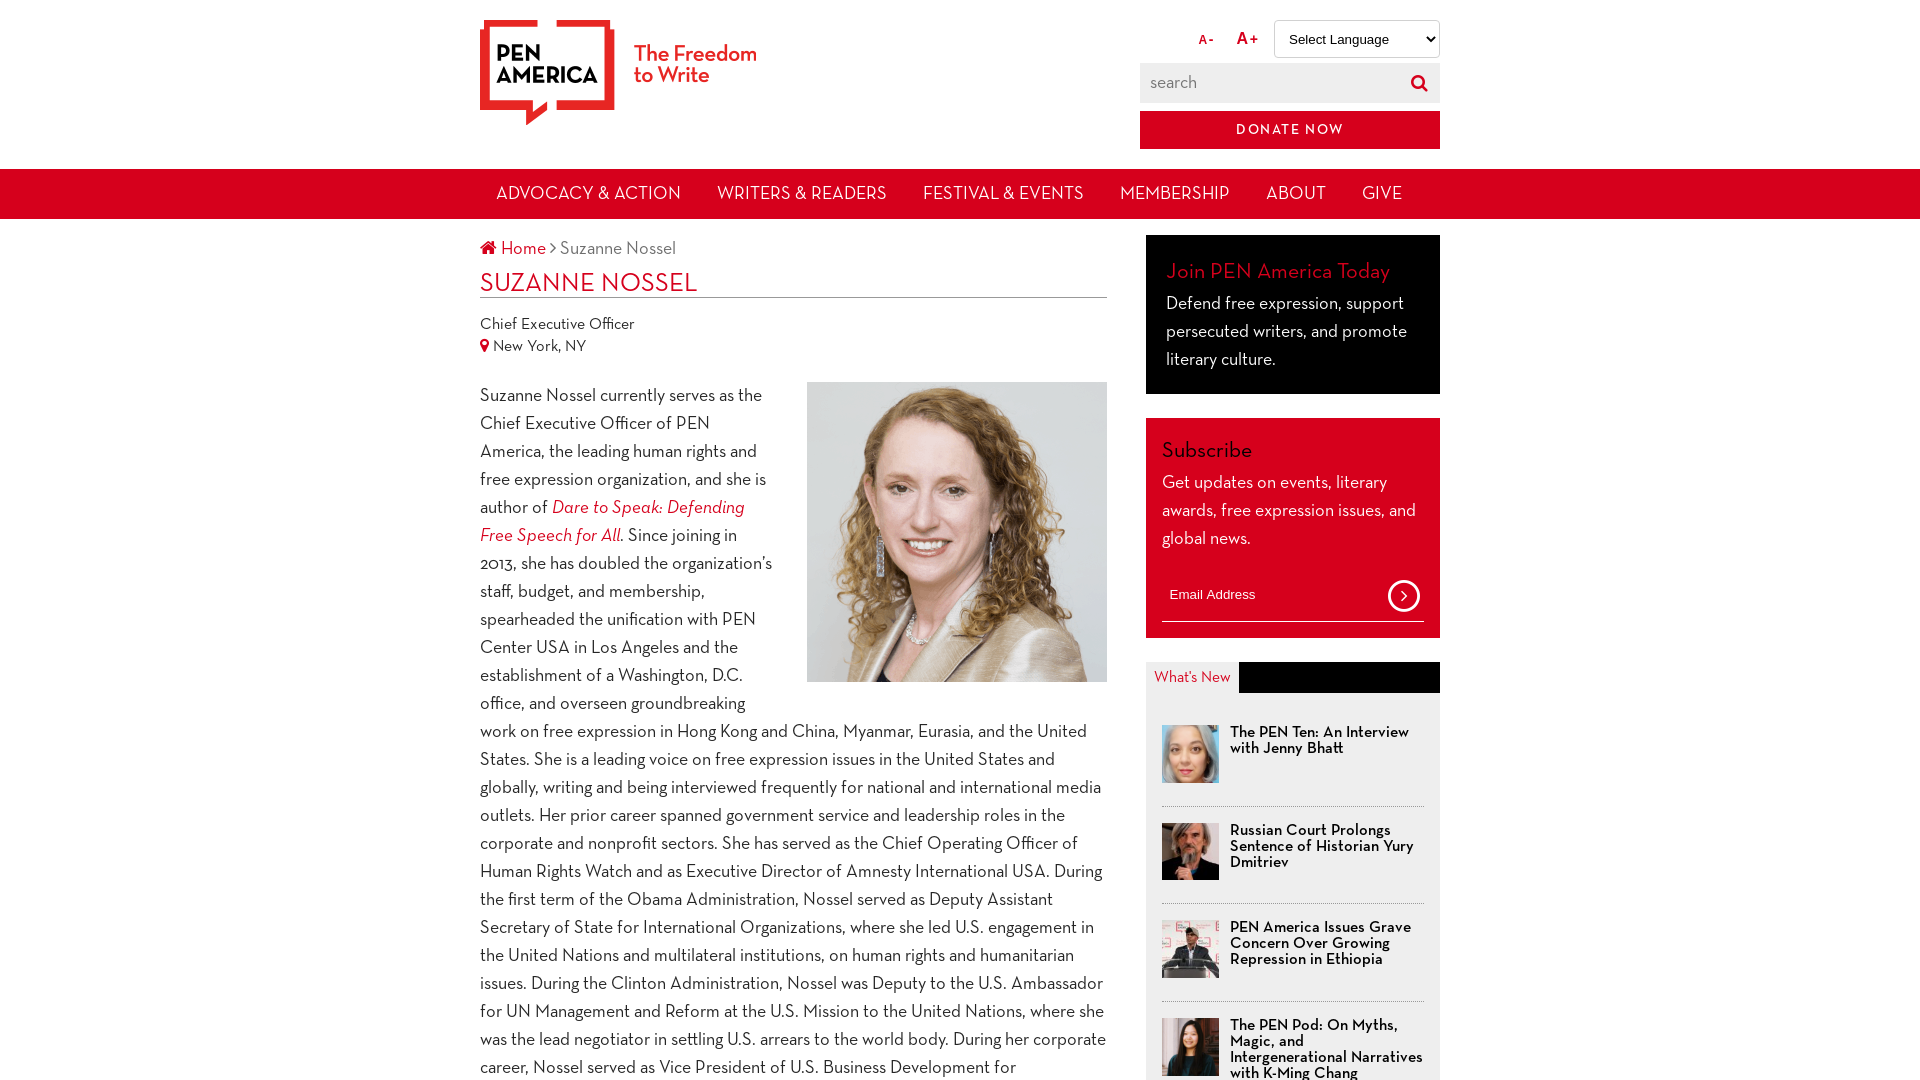 PEN
AMERICA
The Freedom
to Write
A-
A+
Select Language
search
DONATE NOW
ADVOCACY & ACTION
WRITERS & READERS
FESTIVAL & EVENTS
MEMBERSHIP
ABOUT
GIVE
Home > Suzanne Nossel
SUZANNE NOSSEL
Chief Executive Officer
New York, NY
Suzanne Nossel currently serves as the
Chief Executive Officer of PEN
America, the leading human rights and
free expression organization, and she is
author of Dare to Speak: Defending
Free Speech for All. Since joining in
2013, she has doubled the organization’s
staff, budget, and membership,
spearheaded the unification with PEN
Center USA in Los Angeles and the
establishment of a Washington, D.C.
office, and overseen groundbreaking
work on free expression in Hong Kong and China, Myanmar, Eurasia, and the United
States. She is a leading voice on free expression issues in the United States and
globally, writing and being interviewed frequently for national and international media
outlets. Her prior career spanned government service and leadership roles in the
corporate and nonprofit sectors. She has served as the Chief Operating Officer of
Human Rights Watch and as Executive Director of Amnesty International USA. During
the first term of the Obama Administration, Nossel served as Deputy Assistant
Secretary of State for International Organizations, where she led U.S. engagement in
the United Nations and multilateral institutions, on human rights and humanitarian
issues. During the Clinton Administration, Nossel was Deputy to the U.S. Ambassador
for UN Management and Reform at the U.S. Mission to the United Nations, where she
was the lead negotiator in settling U.S. arrears to the world body. During her corporate
career, Nossel served as Vice President of U.S. Business Development for
Join PEN America Today
Defend free expression, support
persecuted writers, and promote
literary culture.
Subscribe
Get updates on events, literary
awards, free expression issues, and
global news.
Email Address
What's New
The PEN Ten: An Interview
with Jenny Bhatt
Russian Court Prolongs
Sentence of Historian Yury
Dmitriev
PEN America Issues Grave
Concern Over Growing
Repression in Ethiopia
The PEN Pod: On Myths,
Magic, and
Intergenerational Narratives
with K-Ming Chang